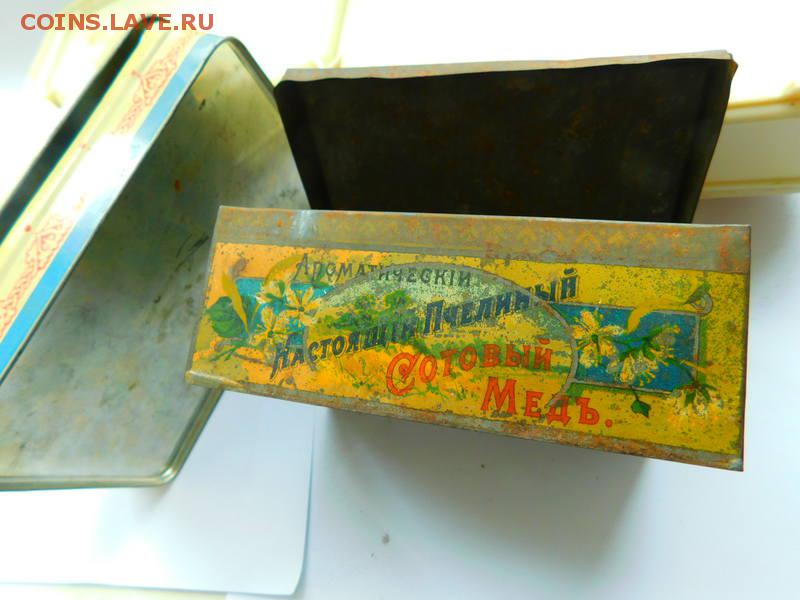 COINS.LAVE.RU
Ароматическiй
Настоящiй Пчелиный
Сотовый
Медъ.